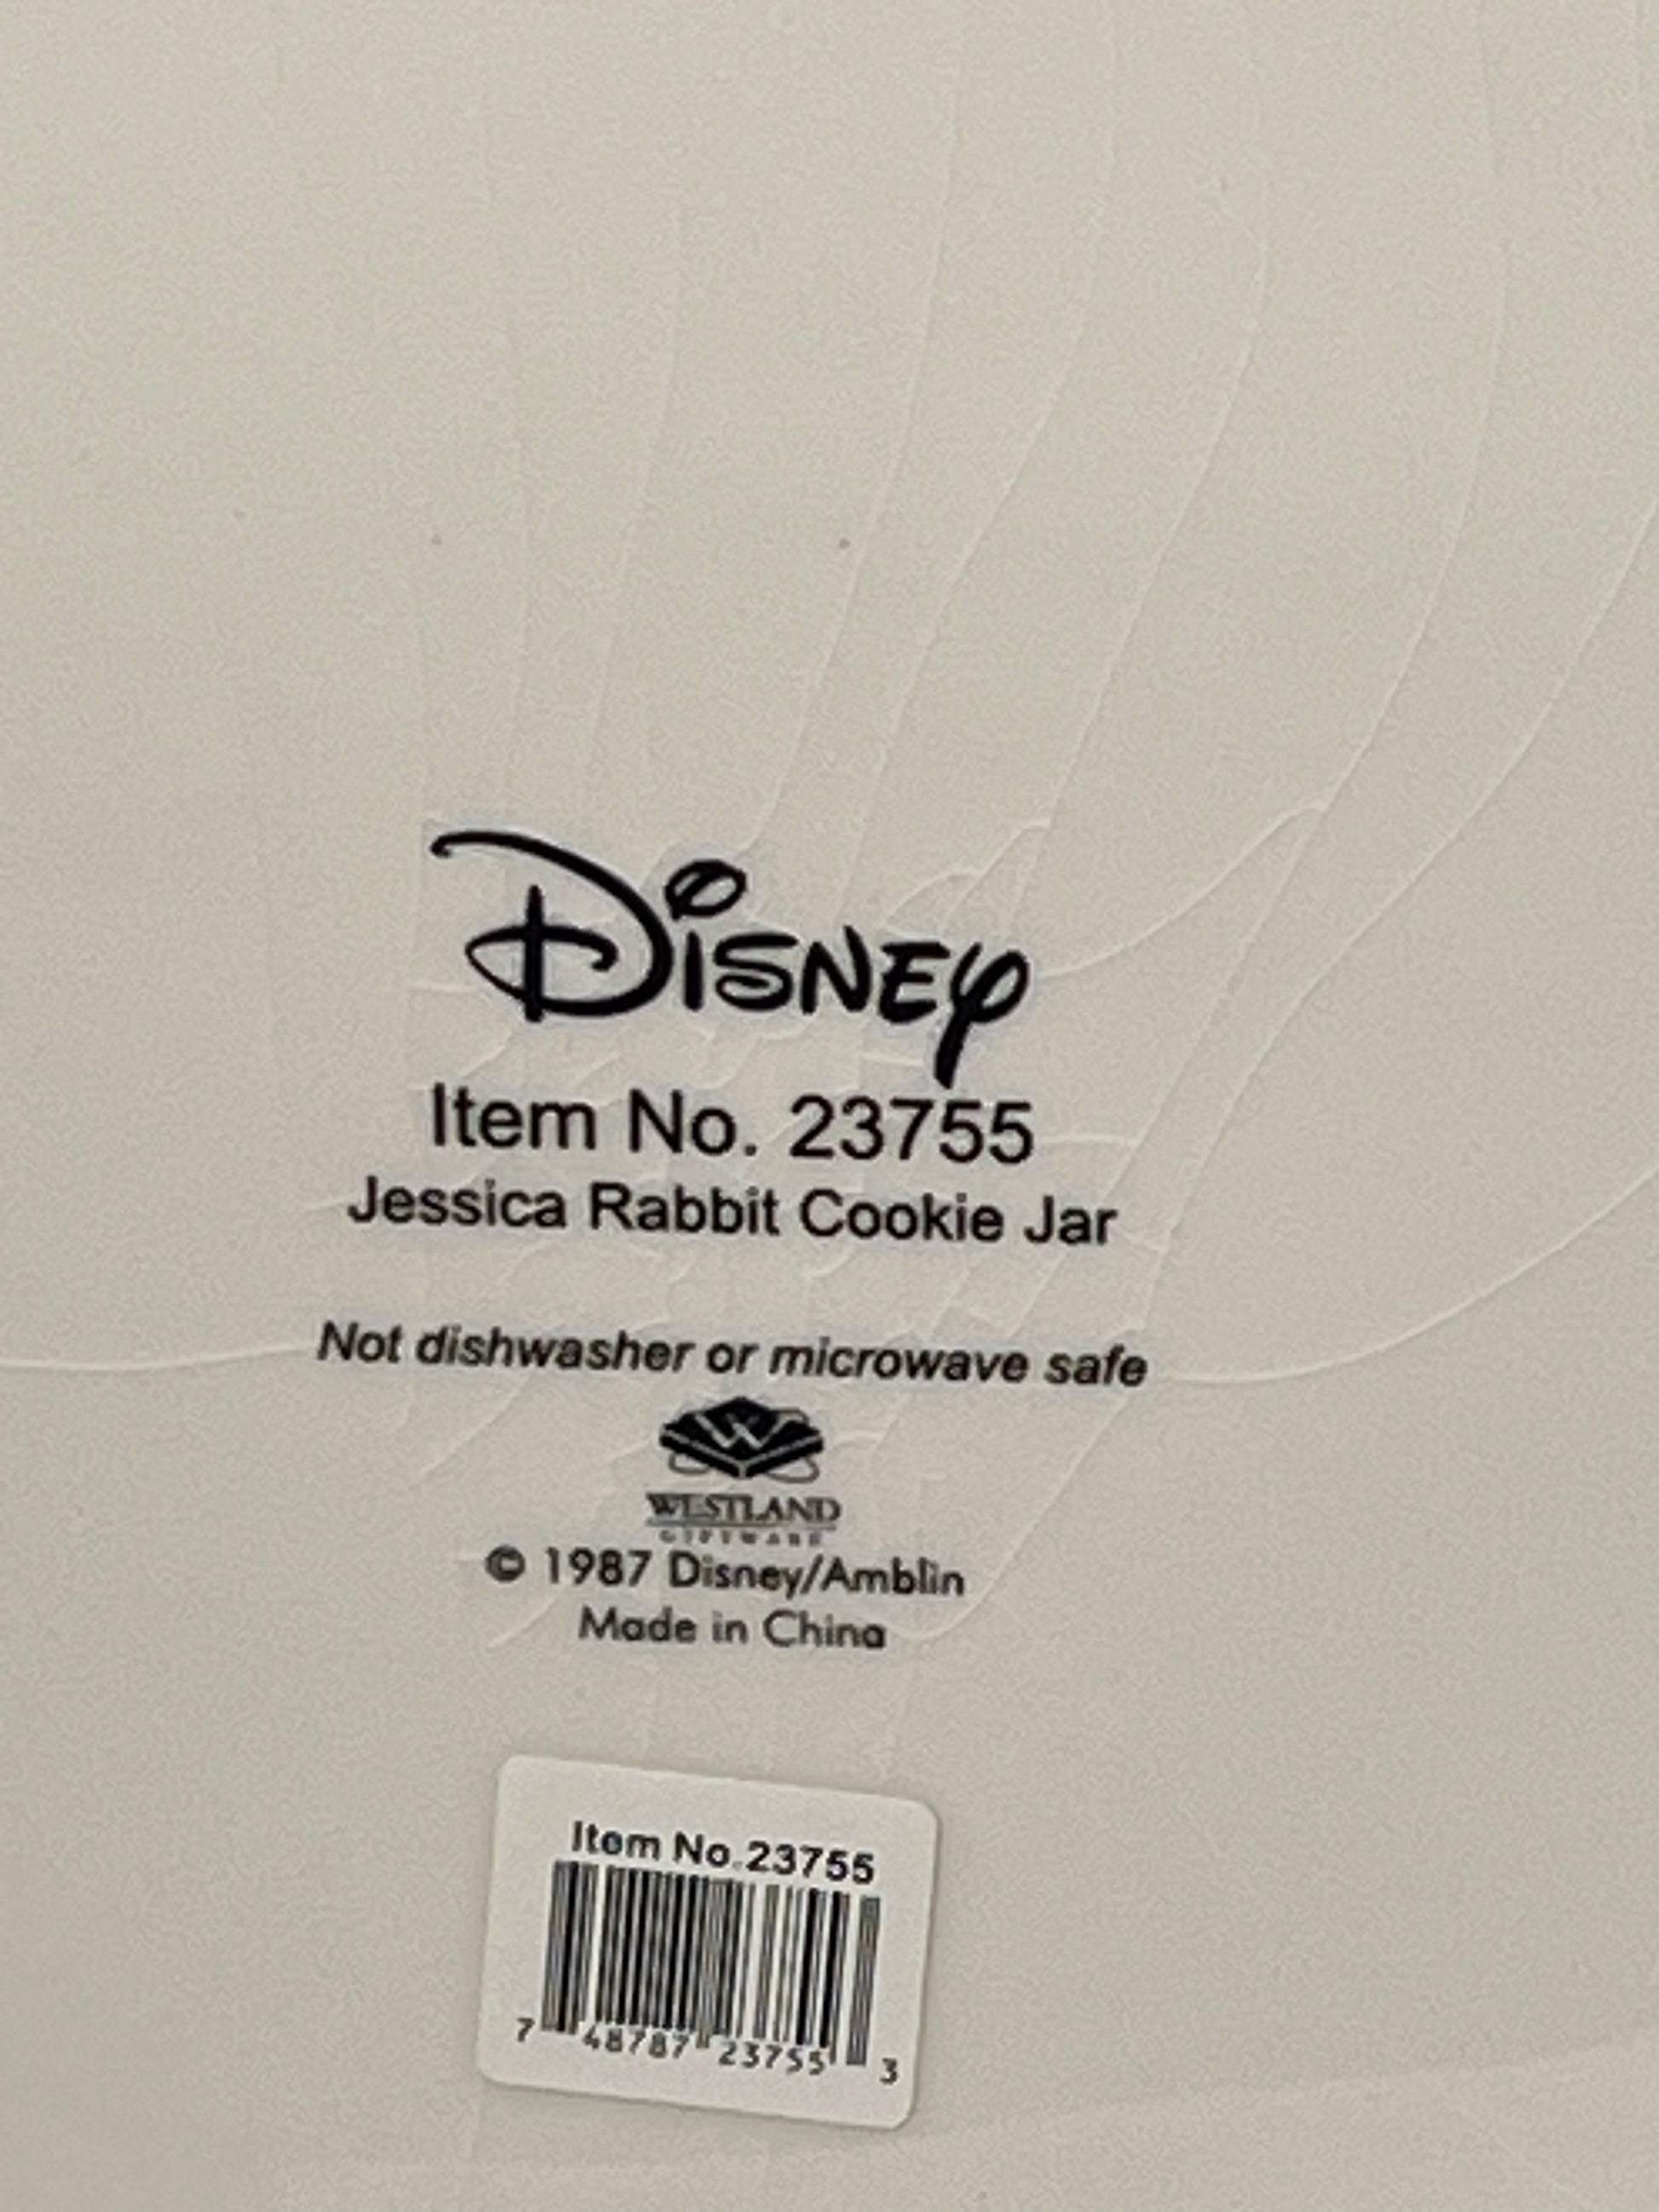 Disney
Item No. 23755
Jessica Rabbit Cookie Jar
Not dishwasher or microwave safe
W
WESTLAND
GIFTWARE
© 1987 Disney/Amblin
Made in China
Item No.23755
7 48787 23755 3